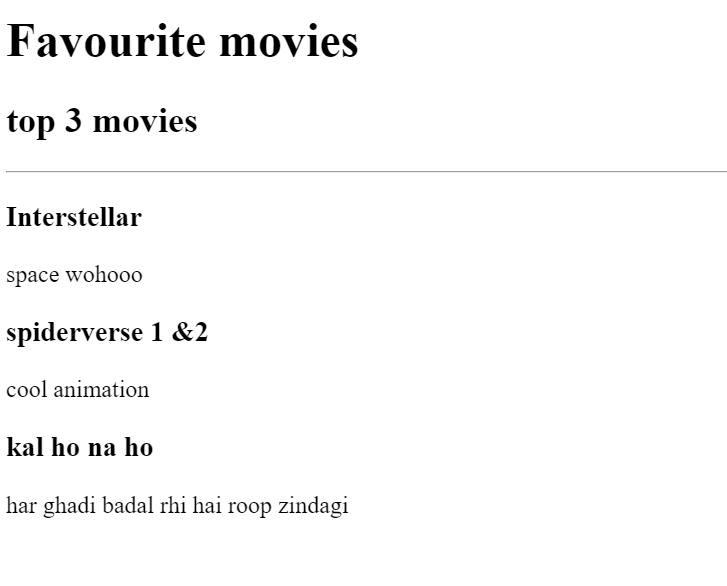 Favourite movies
top 3 movies
Interstellar
space wohooo
spiderverse 1 &2
cool animation
kal ho na ho
har ghadi badal rhi hai roop zindagi